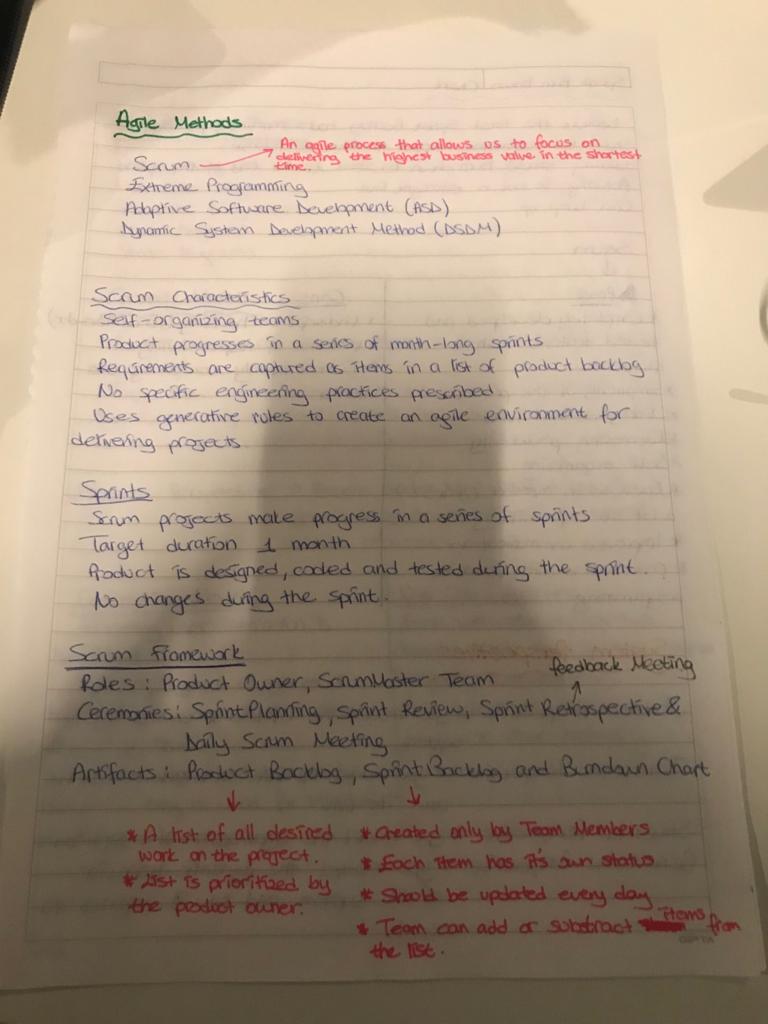 Agile Methods
An agile process that allows us to focus on
delivering the highest business value in the shortest
time.
Scrum
Extreme Programming
Adaptive Software Development (ASD)
Dynamic System Development Method (DSDM)
Scrum Characteristics
Self-organizing teams
Product progresses in a series of month-long sprints
Requirements are captured as items in a list of product backlog
No specific engineering practices prescribed
Uses generative rules to create an agile environment for
delivering projects
Sprints
Scrum projects make progress in a series of sprints
Target duration 1 month
Product is designed, coded and tested during the sprint.
No changes during the sprint.
Scrum Framework
Roles: Product Owner, ScrumMaster Team
feedback Meeting
Ceremonies: Sprint Planning, Sprint Review, Sprint Retrospective &
Daily Scrum Meeting
Artifacts: Product Backlog, Sprint Backlog and Burndown Chart
* A list of all desired
work on the project.
* List is prioritized by
the product owner.
* Created only by Team Members
* Each item has it's own status
* Should be updated every day
* Team can add or substract items from
the list.